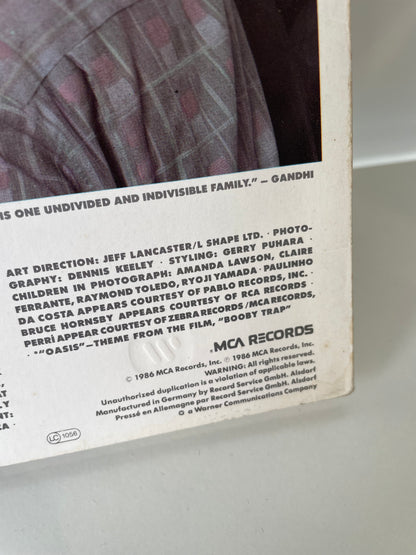 IS ONE UNDIVIDED AND INDIVISIBLE FAMILY." – GANDHI
ART DIRECTION: JEFF LANCASTER/L SHAPE LTD. · PHOTO-
GRAPHY: DENNIS KEELEY · STYLING: GERRY PUHARA ·
CHILDREN IN PHOTOGRAPH: AMANDA LAWSON, CLAIRE
FERRANTE, RAYMOND TOLEDO, RYOJI YAMADA · PAULINHO
DA COSTA APPEARS COURTESY OF PABLO RECORDS, INC. ·
BRUCE HORNSBY APPEARS COURTESY OF RCA RECORDS ·
PERRI APPEAR COURTESY OF ZEBRA RECORDS/MCA RECORDS,
· *"OASIS"—THEME FROM THE FILM, "BOOBY TRAP"
MCA RECORDS
© 1986 MCA Records, Inc. ℗ 1986 MCA Records, Inc.
WARNING: All rights reserved.
Unauthorized duplication is a violation of applicable laws.
Manufactured in Germany by Record Service GmbH. Alsdorf
Pressé en Allemagne par Record Service GmbH. Alsdorf
a Warner Communications Company
AT
NT:
CA ·
LC 1056